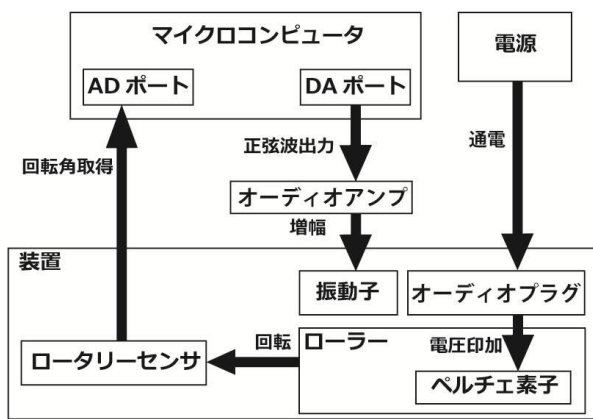 マイクロコンピュータ
電源
AD ポート
DA ポート
正弦波出力
通電
回転角取得
オーディオアンプ
増幅
装置
振動子
オーディオプラグ
ロータリーセンサ
回転
ローラー
電圧印加
ペルチェ素子